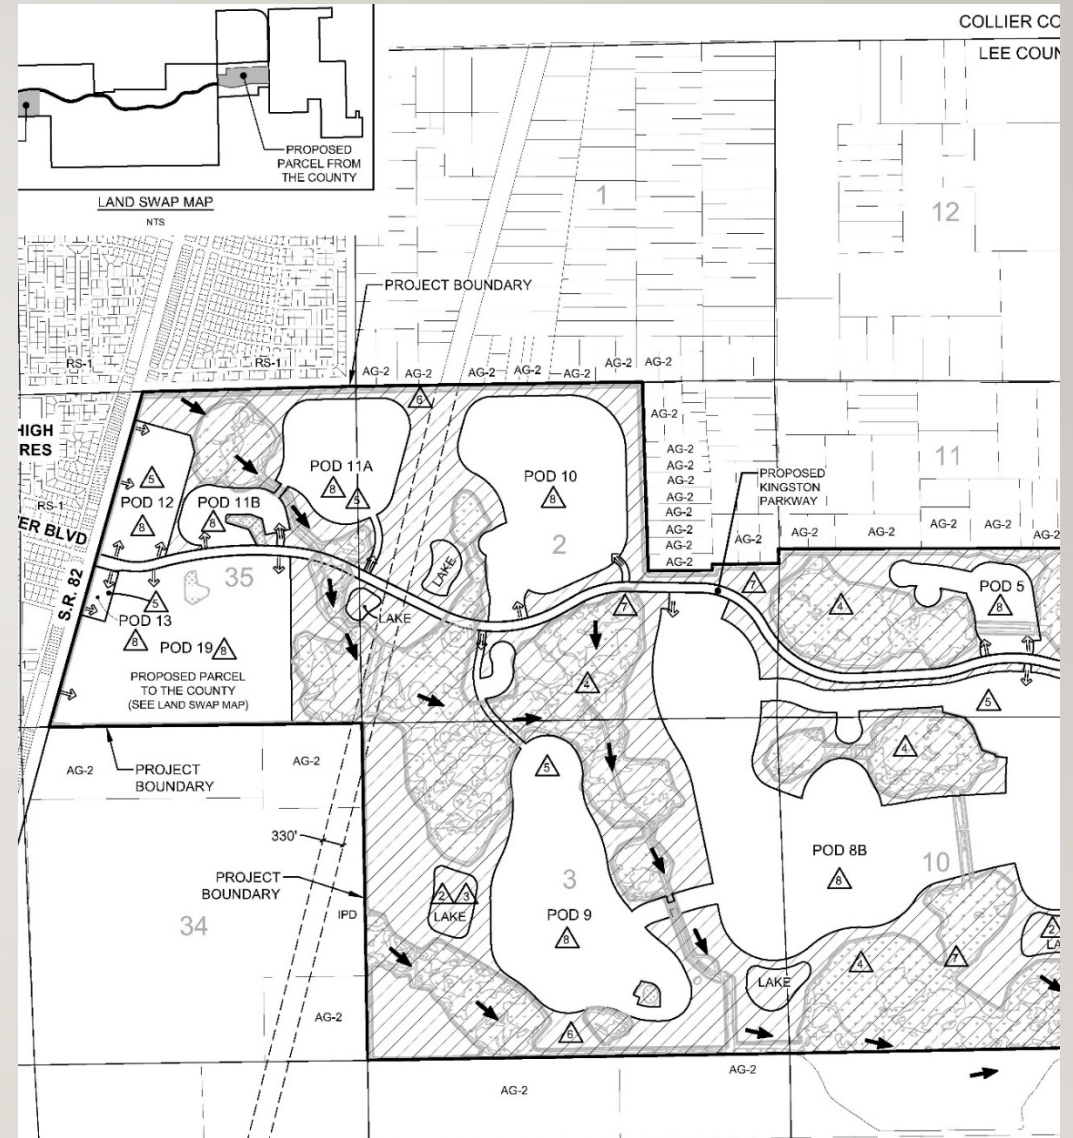 COLLIER CO
LEE COUN
PROPOSED
PARCEL FROM
THE COUNTY
LAND SWAP MAP
NTS
1
12
PROJECT BOUNDARY
RS-1
RS-1
AG-2
AG-2
AG-2
AG-2
AG-2
AG-2
6
HIGH
RES
AG-2
AG-2
AG-2
AG-2
AG-2
AG-2
AG-2
AG-2
AG-2
11
PROPOSED
KINGSTON
PARKWAY
AG-2
AG-2
AG-2
AG-2
AG-2
RS-1
ER BLVD
S.R. 82
5
POD 12
8
POD 11B
8
POD 11A
8
5
POD 10
8
2
35
LAKE
LAKE
7
7
4
POD 5
8
5
POD 13
8
POD 19
8
PROPOSED PARCEL
TO THE COUNTY
(SEE LAND SWAP MAP)
4
5
AG-2
PROJECT
BOUNDARY
AG-2
5
4
330'
POD 8B
8
10
PROJECT
BOUNDARY
34
IPD
2
3
LAKE
3
POD 9
8
2
LA
4
7
LAKE
AG-2
6
AG-2
AG-2